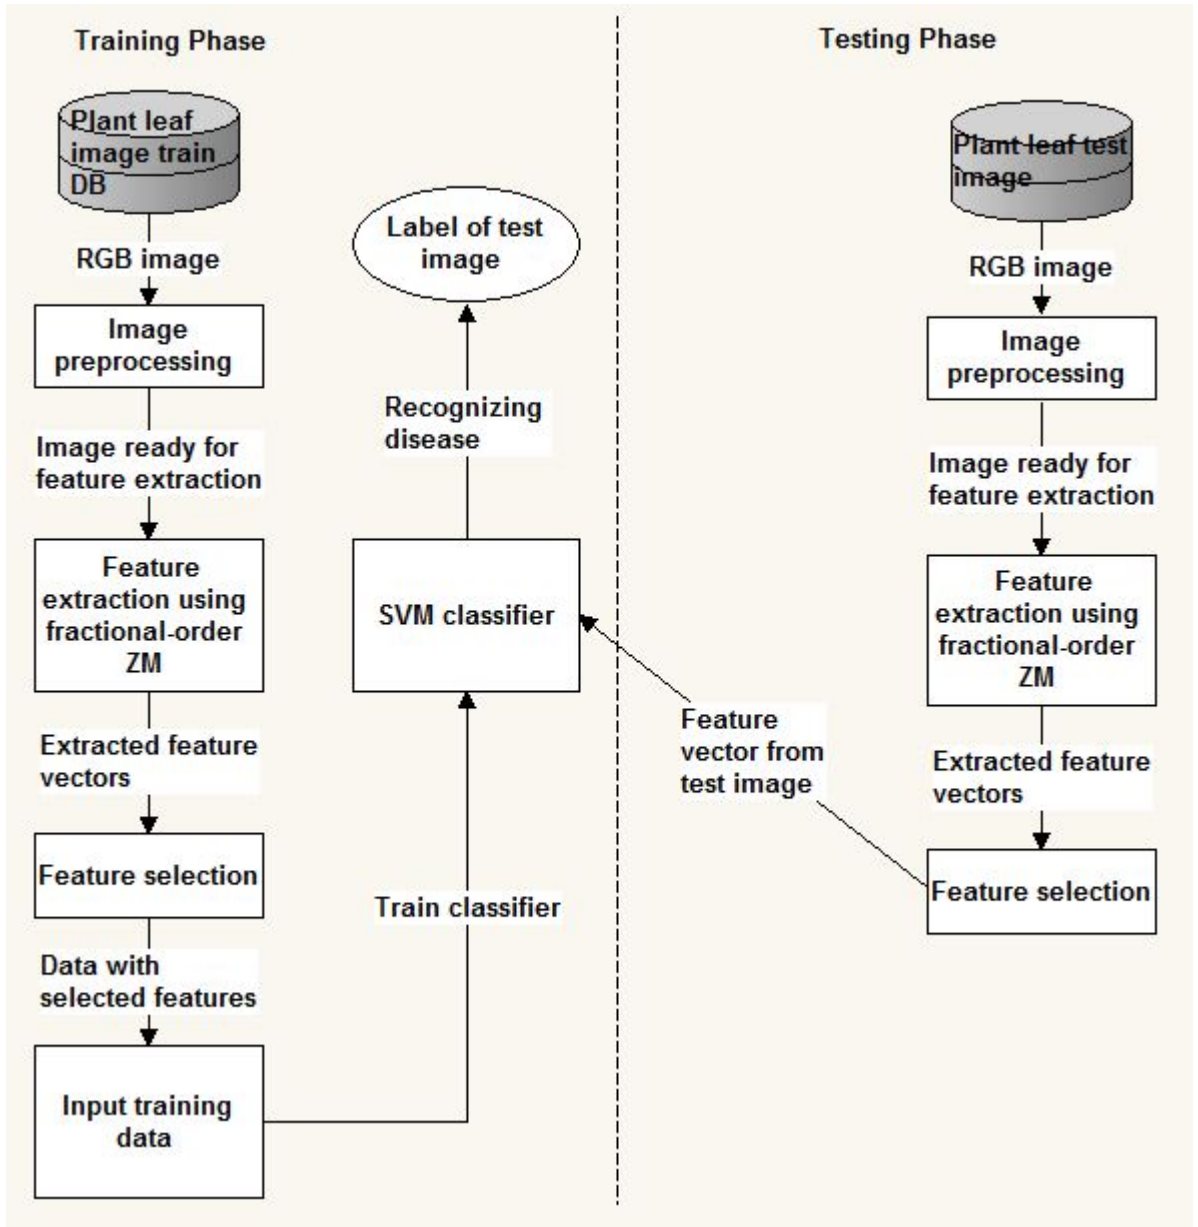 Training Phase
Plant leaf
image train
DB
RGB image
Image
preprocessing
Image ready for
feature extraction
Feature
extraction using
fractional-order
ZM
Extracted feature
vectors
Feature selection
Data with
selected features
Input training
data
Train classifier
SVM classifier
Recognizing
disease
Label of test
image
Testing Phase
Plant leaf test
image
RGB image
Image
preprocessing
Image ready for
feature extraction
Feature
extraction using
fractional-order
ZM
Extracted feature
vectors
Feature selection
Feature
vector from
test image